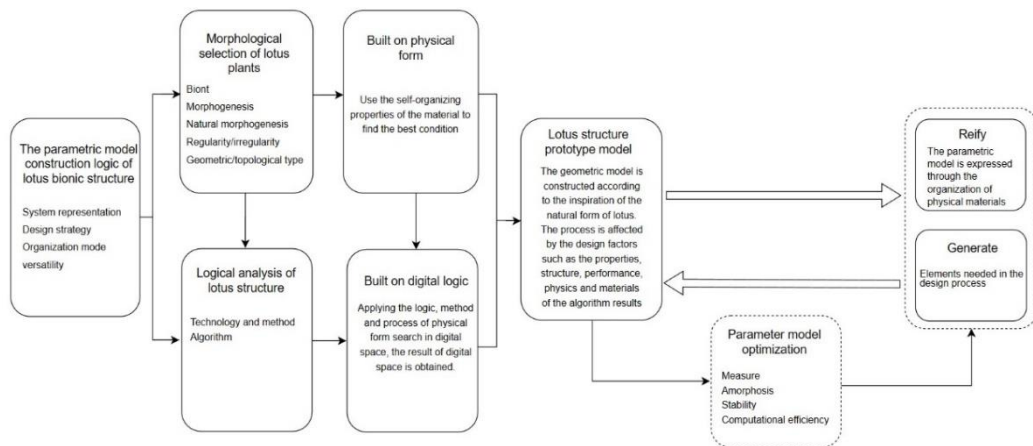 The parametric model
construction logic of
lotus bionic structure
System representation
Design strategy
Organization mode
versatility
Morphological
selection of lotus
plants
Biont
Morphogenesis
Natural morphogenesis
Regularity/irregularity
Geometric/topological type
Logical analysis of
lotus structure
Technology and method
Algorithm
Built on physical
form
Use the self-organizing
properties of the material to
find the best condition
Built on digital logic
Applying the logic, method
and process of physical
form search in digital
space, the result of digital
space is obtained.
Lotus structure
prototype model
The geometric model is
constructed according
to the inspiration of the
natural form of lotus.
The process is affected
by the design factors
such as the properties,
structure, performance,
physics and materials
of the algorithm results
Parameter model
optimization
Measure
Amorphosis
Stability
Computational efficiency
Reify
The parametric
model is expressed
through the
organization of
physical materials
Generate
Elements needed in the
design process